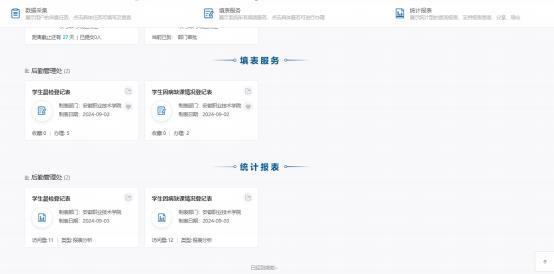 数据采集
填表服务
统计报表
距离截止还有 27 天 | 已提交0人
当前已到: 部门审批
填表服务
后勤管理处 (2)
学生晨检登记表
制表部门: 安徽职业技术学院
制表日期: 2024-09-02
收藏: 0 | 办理: 5
学生因病缺课情况登记表
制表部门: 安徽职业技术学院
制表日期: 2024-09-02
收藏: 0 | 办理: 2
统计报表
后勤管理处 (2)
学生晨检登记表
制表部门: 安徽职业技术学院
制表日期: 2024-09-03
访问量: 11 | 类型: 报表分析
学生因病缺课情况登记表
制表部门: 安徽职业技术学院
制表日期: 2024-09-03
访问量: 12 | 类型: 报表分析
已经到底啦~